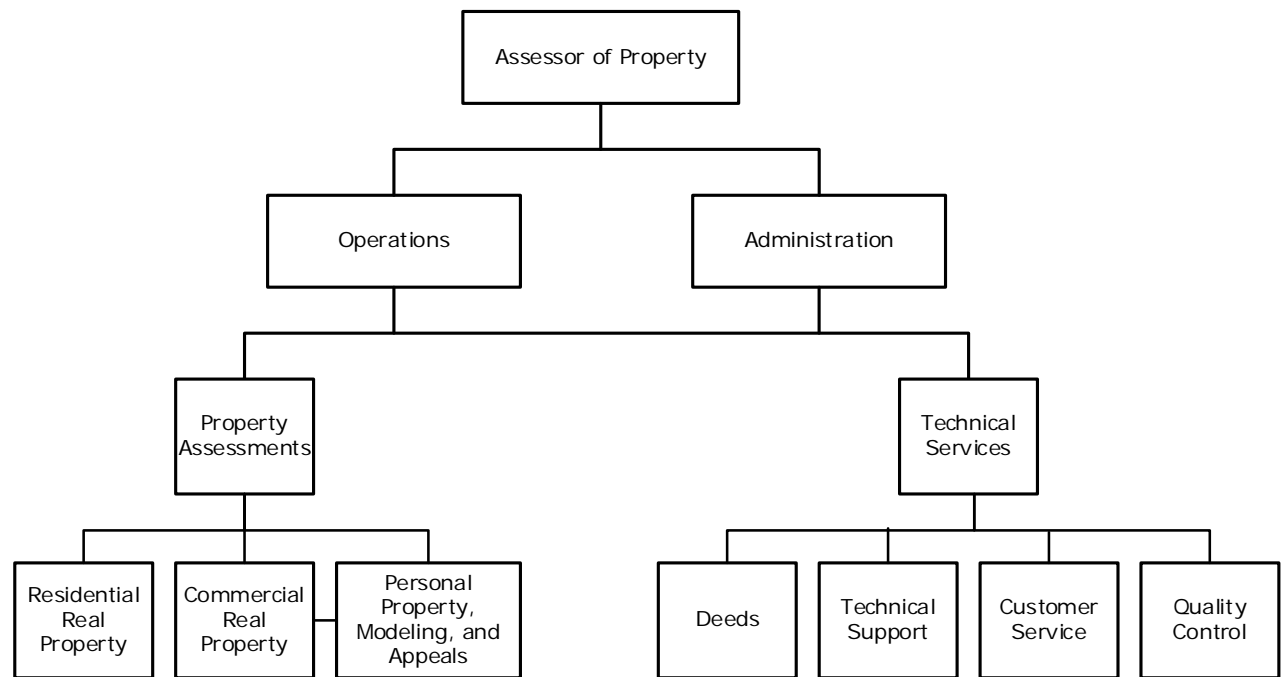 Assessor of Property
Operations
Administration
Property
Assessments
Technical
Services
Residential
Real
Property
Commercial
Real
Property
Personal
Property,
Modeling, and
Appeals
Deeds
Technical
Support
Customer
Service
Quality
Control